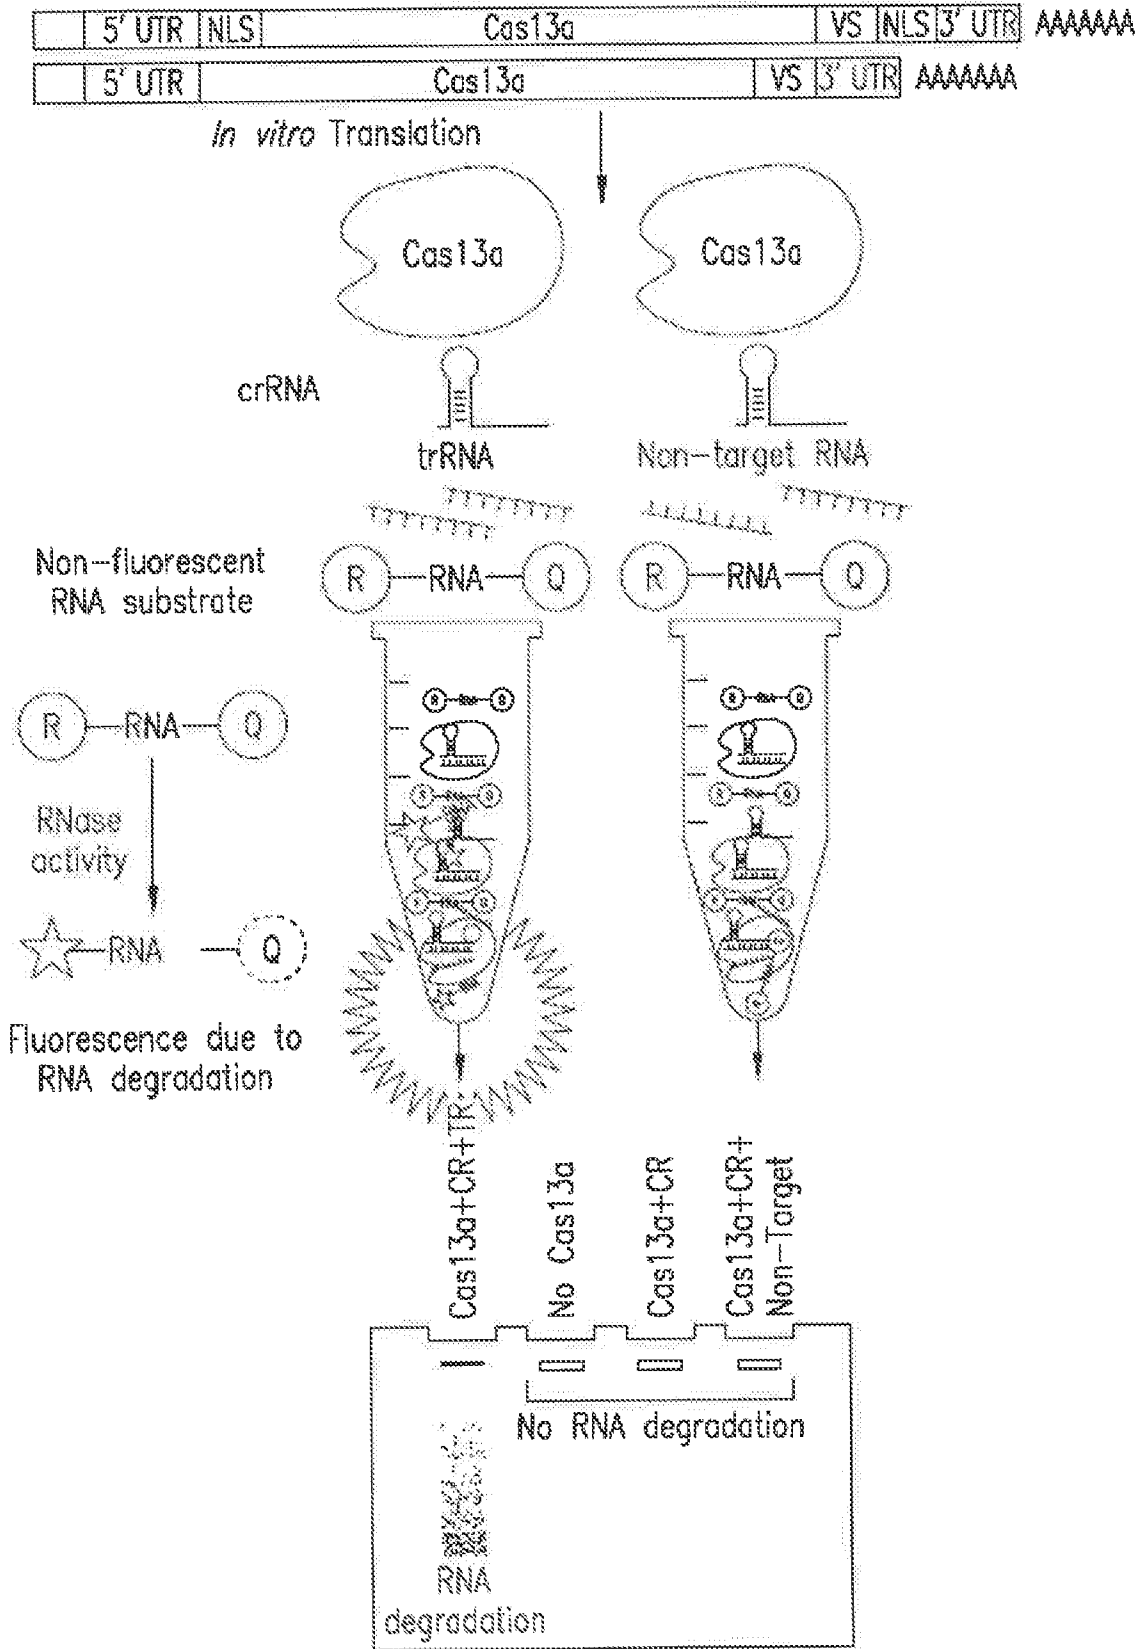 5' UTR NLS Cas13a VS NLS 3' UTR AAAAAAA
5' UTR Cas13a VS 3' UTR AAAAAAA
In vitro Translation
Cas13a Cas13a
crRNA
trRNA Non-target RNA
Non-fluorescent
RNA substrate
R RNA Q R RNA Q
R RNA Q
RNase
activity
RNA Q
Fluorescence due to
RNA degradation
Cas13a+CR+TR
No Cas13a
Cas13a+CR
Cas13a+CR+
Non-Target
No RNA degradation
RNA
degradation